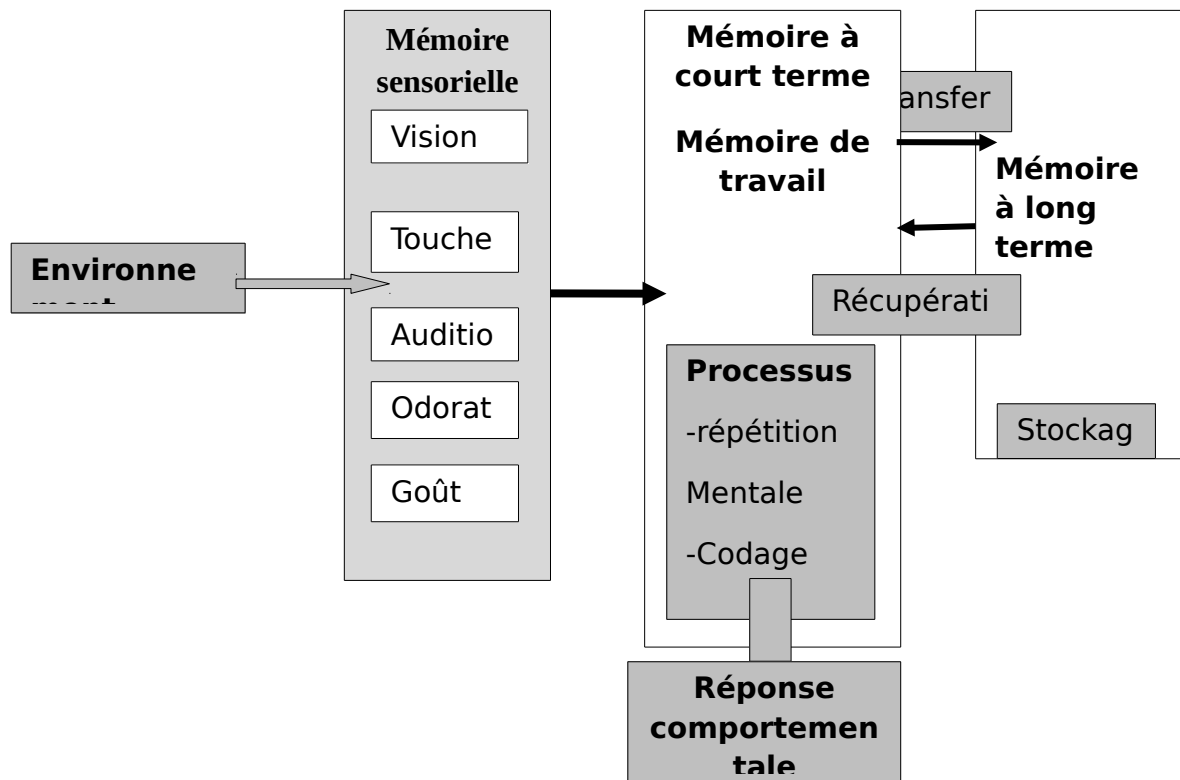 Mémoire
sensorielle
Vision
Touche
Auditio
Odorat
Goût
Environne
Mémoire à
court terme
Mémoire de
travail
ansfer
Mémoire
à long
terme
Récupérati
Processus
-répétition
Mentale
-Codage
Stockag
Réponse
comportemen
tale